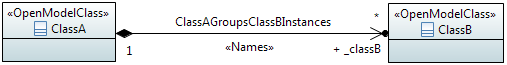 «OpenModelClass»
ClassA
ClassAGroupsClassBInstances
1
«Names»
*
+ _classB
«OpenModelClass»
ClassB